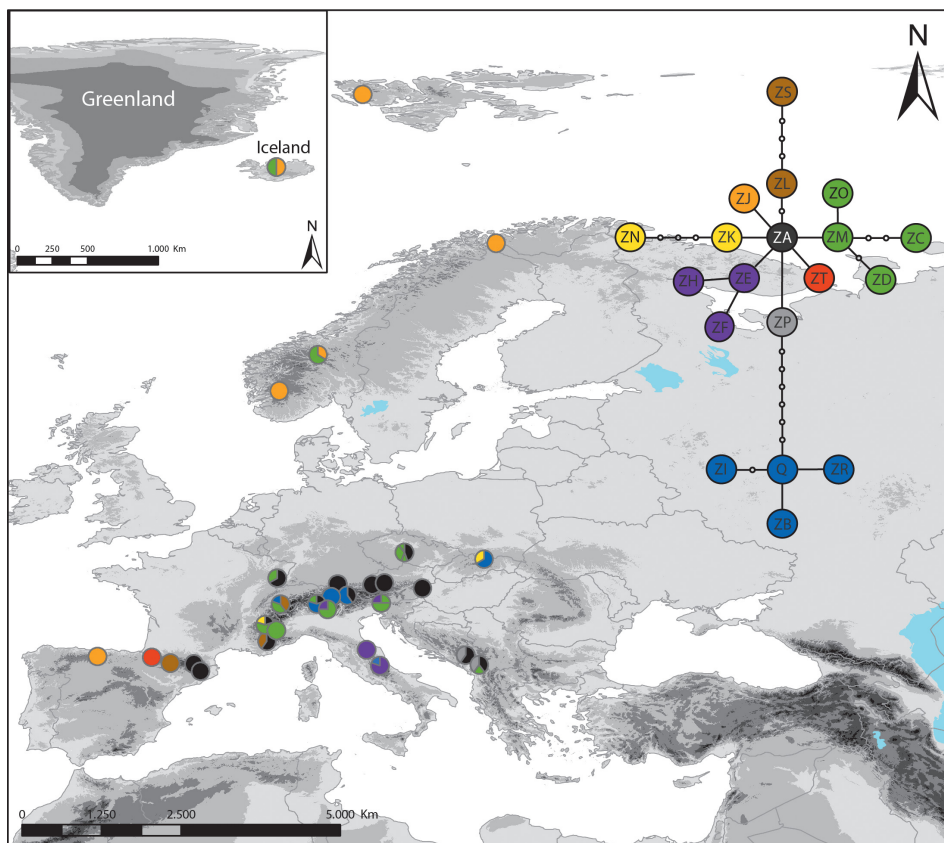 Greenland
Iceland
N
0 250 500 1.000 Km
N
ZS
ZL
ZO
ZJ
ZN ZK ZA ZM ZC
ZH ZE ZT ZD
ZF ZP
ZI Q ZR
ZB
0 1.250 2.500 5.000 Km